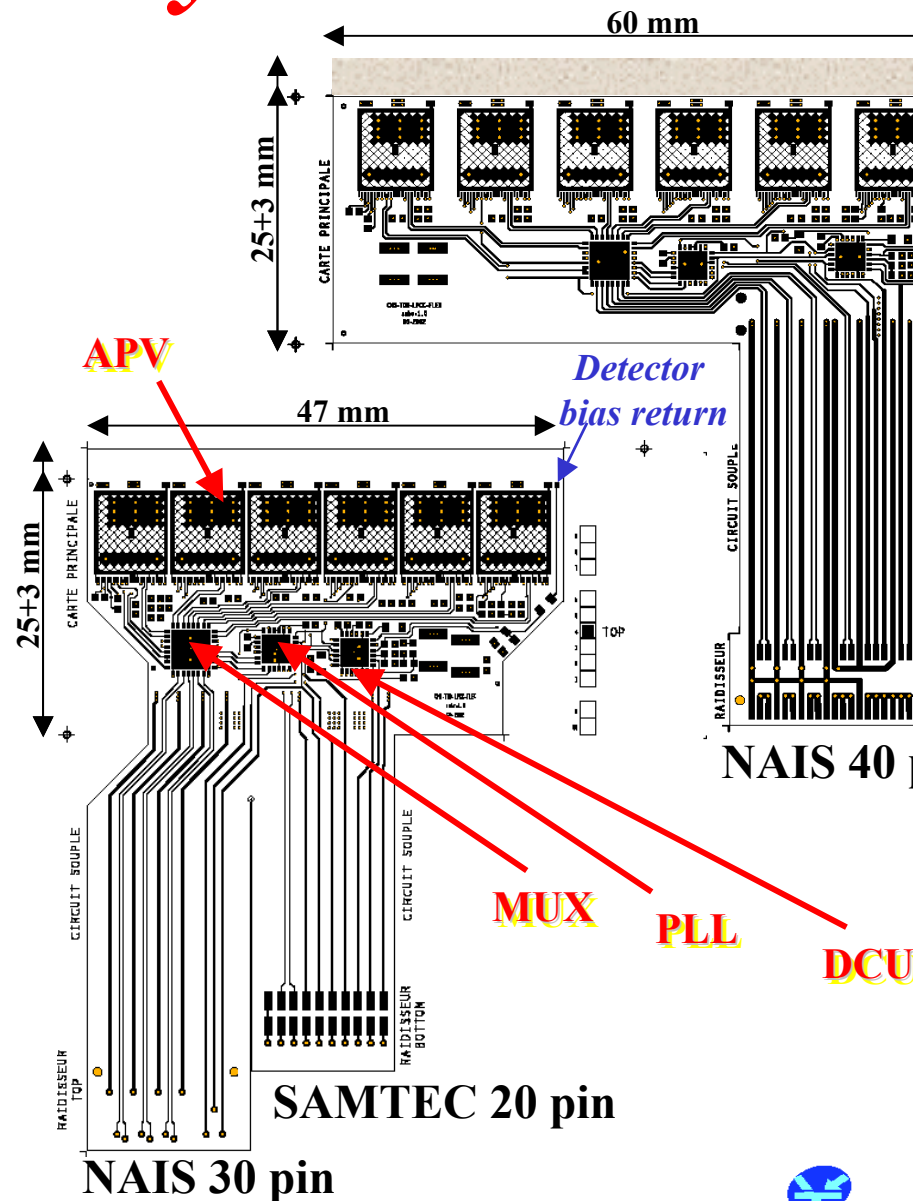 60 mm
25+3 mm
CARTE PRINCIPALE
CIRCUIT SOUPLE
RAIDISSEUR
NAIS 40
APV
Detector
bias return
47 mm
25+3 mm
CARTE PRINCIPALE
TOP
CIRCUIT SOUPLE
CIRCUIT SOUPLE
MUX
PLL
DCU
RAIDISSEUR
BOTTOM
RAIDISSEUR
TOP
SAMTEC 20 pin
NAIS 30 pin